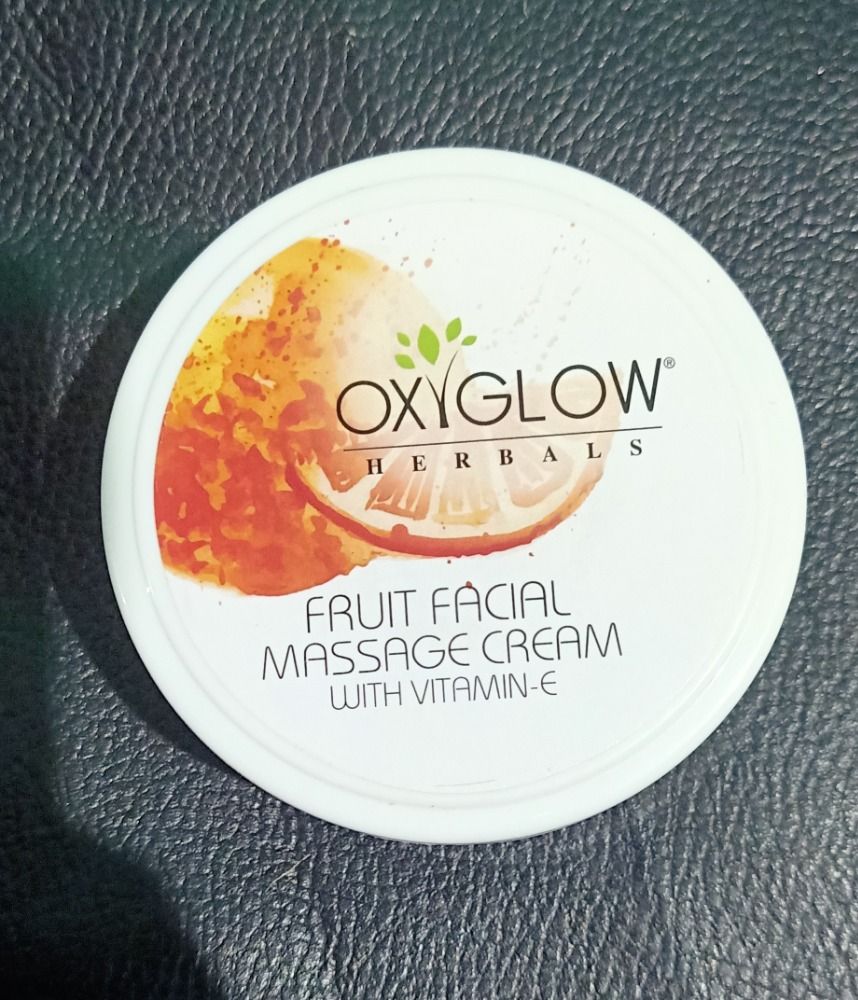 OXYGLOW®
HERBALS
FRUIT FACIAL
MASSAGE CREAM
WITH VITAMIN-E